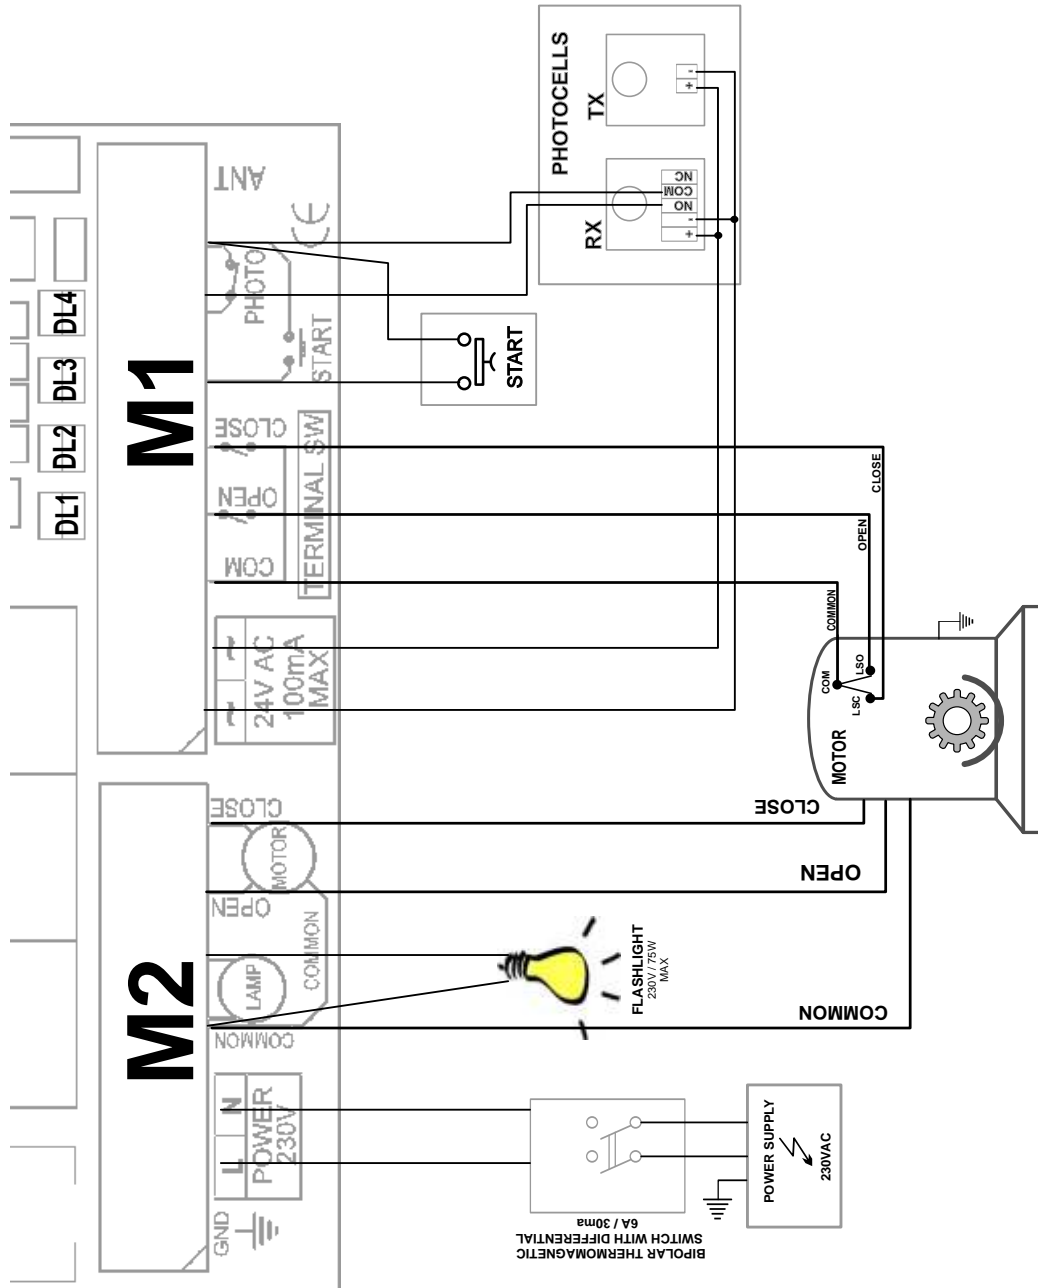 PHOTOCELLS
TX
-
+
RX
NC
COM
NO
-
+
ANT
CE
PHOTO
START
START
DL4
DL3
DL2
DL1
M1
CLOSE
OPEN
COM
TERMINAL SW
~ ~
24V AC
100mA
MAX
CLOSE
OPEN
COMMON
COM
LSO
LSC
MOTOR
M2
CLOSE
MOTOR
OPEN
LAMP
COMMON
COMMON
CLOSE
OPEN
COMMON
FLASHLIGHT
230V / 75W
MAX
L N
POWER
230V
GND
BIPOLAR THERMOMAGNETIC
SWITCH WITH DIFFERENTIAL
6A / 30ma
POWER SUPPLY
230VAC